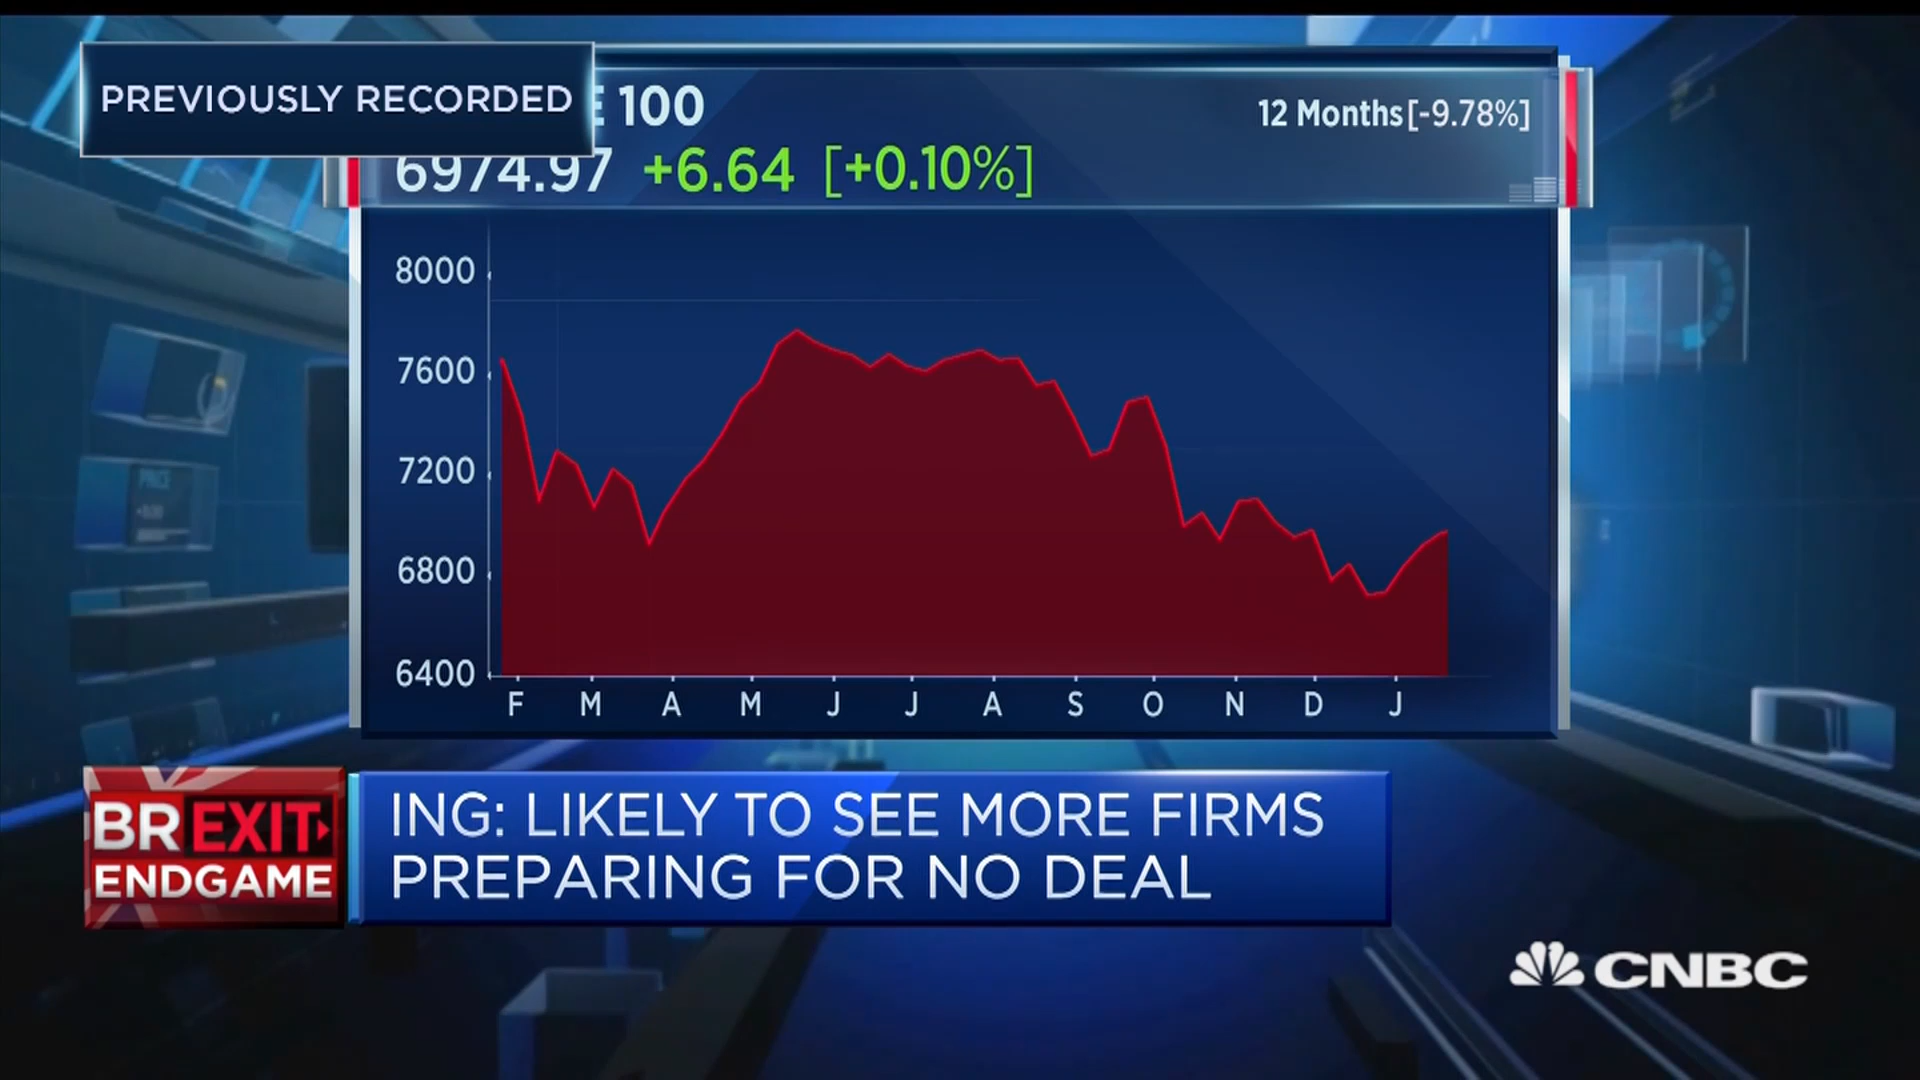 PREVIOUSLY RECORDED
E 100
12 Months [-9.78%]
6974.97 +6.64 [+0.10%]
8000
7600
7200
6800
6400
F M A M J J A S O N D J
PRICE
BREXIT
ENDGAME
ING: LIKELY TO SEE MORE FIRMS
PREPARING FOR NO DEAL
CNBC